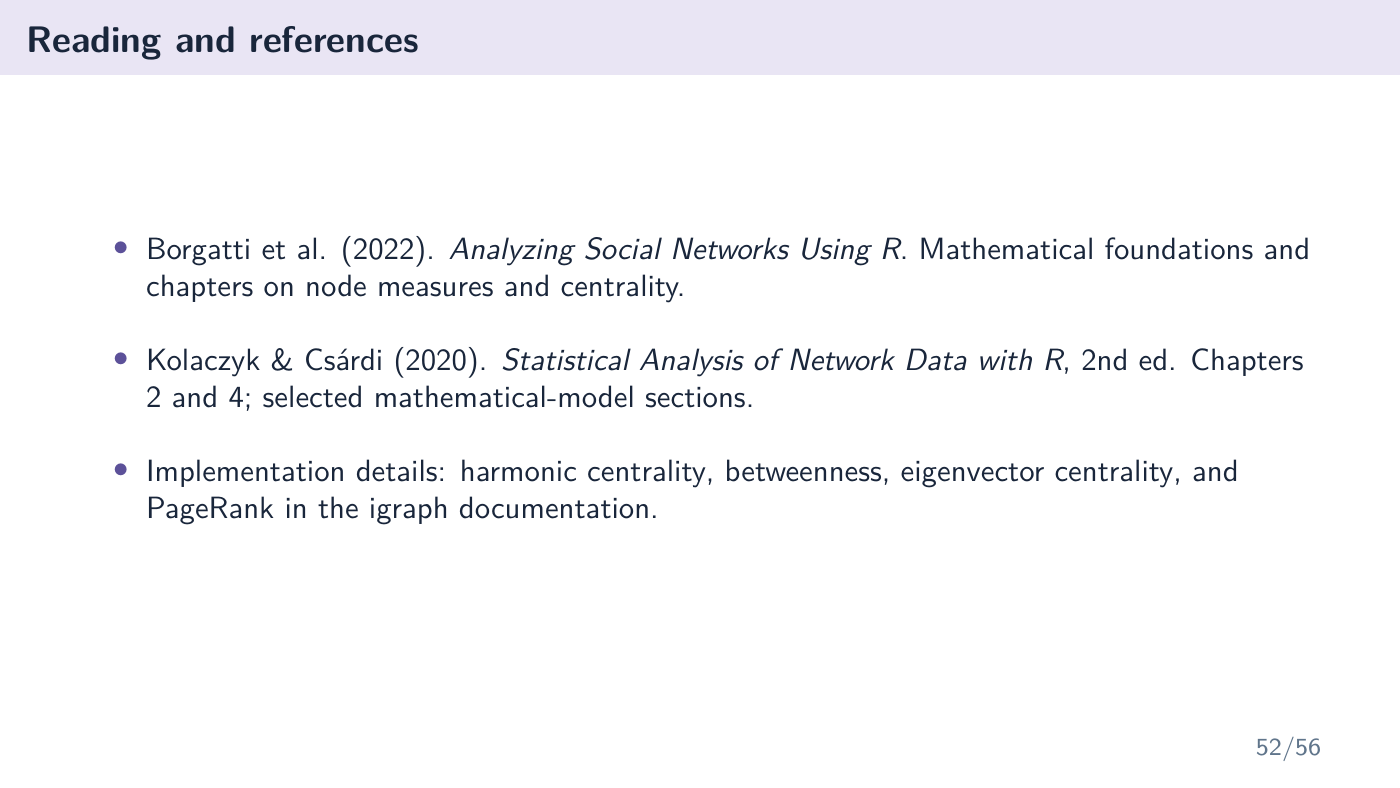 Reading and references
• Borgatti et al. (2022). Analyzing Social Networks Using R. Mathematical foundations and
chapters on node measures and centrality.
• Kolaczyk & Csárdi (2020). Statistical Analysis of Network Data with R, 2nd ed. Chapters
2 and 4; selected mathematical-model sections.
• Implementation details: harmonic centrality, betweenness, eigenvector centrality, and
PageRank in the igraph documentation.
52/56